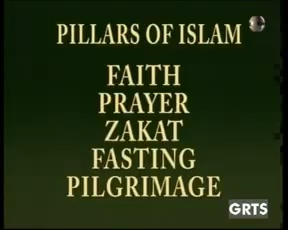 PILLARS OF ISLAM
FAITH
PRAYER
ZAKAT
FASTING
PILGRIMAGE
GRTS